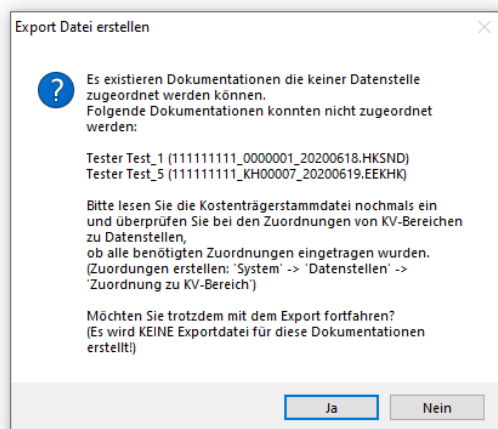 Export Datei erstellen
Es existieren Dokumentationen die keiner Datenstelle
zugeordnet werden können.
Folgende Dokumentationen konnten nicht zugeordnet
werden:
Tester Test_1 (111111111_0000001_20200618.HKSND)
Tester Test_5 (111111111_KH00007_20200619.EEKHK)
Bitte lesen Sie die Kostenträgerstammdatei nochmals ein
und überprüfen Sie bei den Zuordnungen von KV-Bereichen
zu Datenstellen,
ob alle benötigten Zuordnungen eingetragen wurden.
(Zuordungen erstellen: 'System' -> 'Datenstellen' ->
'Zuordnung zu KV-Bereich')
Möchten Sie trotzdem mit dem Export fortfahren?
(Es wird KEINE Exportdatei für diese Dokumentationen
erstellt!)
Ja
Nein